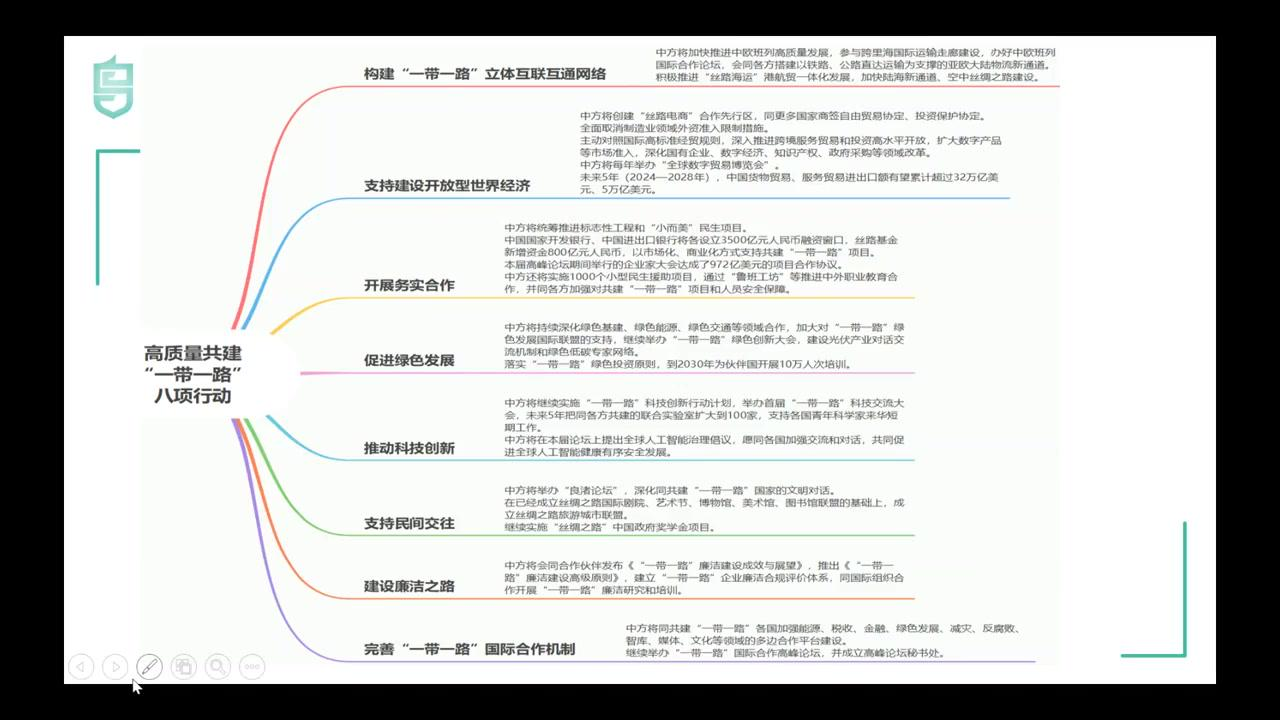 高质量共建
“一带一路”
八项行动
构建“一带一路”立体互联互通网络
中方将加快推进中欧班列高质量发展，参与跨里海国际运输走廊建设，办好中欧班列
国际合作论坛，会同各方搭建以铁路、公路直达运输为支撑的亚欧大陆物流新通道。
积极推进“丝路海运”港航贸一体化发展，加快陆海新通道、空中丝绸之路建设。
支持建设开放型世界经济
中方将创建“丝路电商”合作先行区，同更多国家商签自由贸易协定、投资保护协定。
全面取消制造业领域外资准入限制措施。
主动对照国际高标准经贸规则，深入推进跨境服务贸易和投资高水平开放，扩大数字产品
等市场准入，深化国有企业、数字经济、知识产权、政府采购等领域改革。
中方将每年举办“全球数字贸易博览会”。
未来5年（2024—2028年），中国货物贸易、服务贸易进出口额有望累计超过32万亿美
元、5万亿美元。
开展务实合作
中方将统筹推进标志性工程和“小而美”民生项目。
中国国家开发银行、中国进出口银行将各设立3500亿元人民币融资窗口，丝路基金
新增资金800亿元人民币，以市场化、商业化方式支持共建“一带一路”项目。
本届高峰论坛期间举行的企业家大会达成了972亿美元的项目合作协议。
中方还将实施1000个小型民生援助项目，通过“鲁班工坊”等推进中外职业教育合
作，并同各方加强对共建“一带一路”项目和人员安全保障。
促进绿色发展
中方将持续深化绿色基建、绿色能源、绿色交通等领域合作，加大对“一带一路”绿
色发展国际联盟的支持，继续举办“一带一路”绿色创新大会，建设光伏产业对话交
流机制和绿色低碳专家网络。
落实“一带一路”绿色投资原则，到2030年为伙伴国开展10万人次培训。
推动科技创新
中方将继续实施“一带一路”科技创新行动计划，举办首届“一带一路”科技交流大
会，未来5年把同各方共建的联合实验室扩大到100家，支持各国青年科学家来华短
期工作。
中方将在本届论坛上提出全球人工智能治理倡议，愿同各国加强交流和对话，共同促
进全球人工智能健康有序安全发展。
支持民间交往
中方将举办“良渚论坛”，深化同共建“一带一路”国家的文明对话。
在已经成立丝绸之路国际剧院、艺术节、博物馆、美术馆、图书馆联盟的基础上，成
立丝绸之路旅游城市联盟。
继续实施“丝绸之路”中国政府奖学金项目。
建设廉洁之路
中方将会同合作伙伴发布《“一带一路”廉洁建设成效与展望》，推出《“一带一
路”廉洁建设高级原则》，建立“一带一路”企业廉洁合规评价体系，同国际组织合
作开展“一带一路”廉洁研究和培训。
完善“一带一路”国际合作机制
中方将同共建“一带一路”各国加强能源、税收、金融、绿色发展、减灾、反腐败、
智库、媒体、文化等领域的多边合作平台建设。
继续举办“一带一路”国际合作高峰论坛，并成立高峰论坛秘书处。